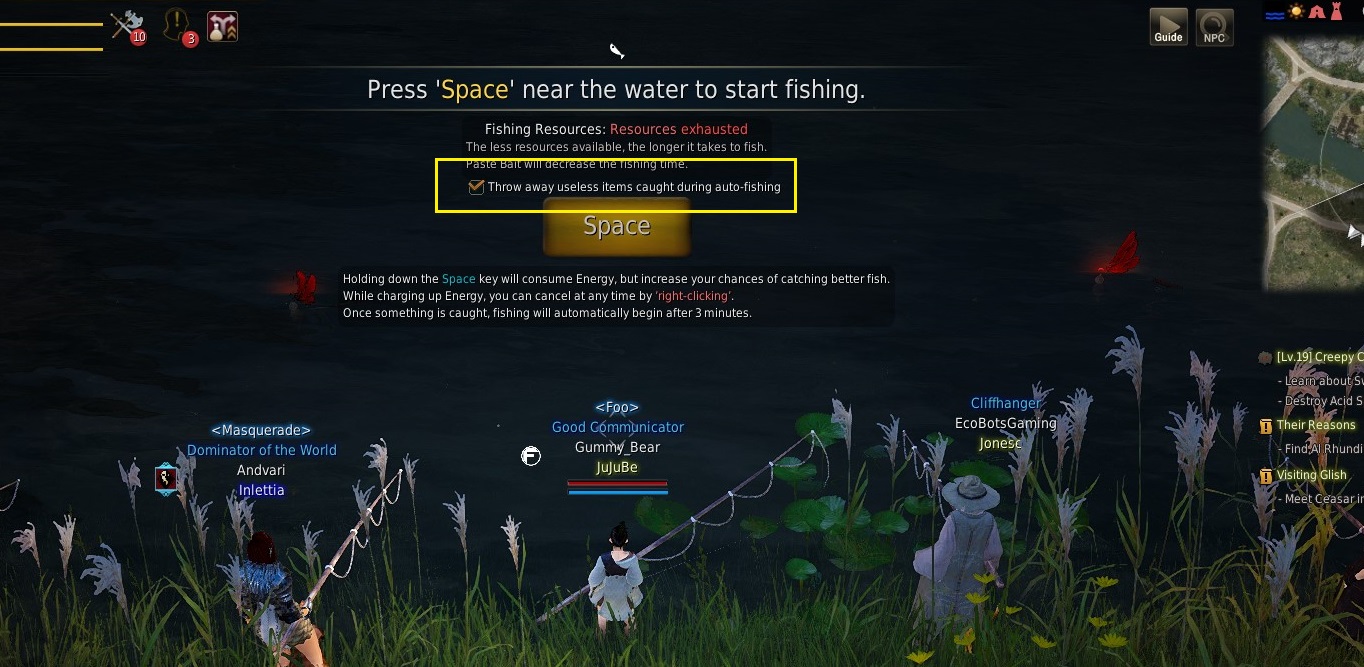 10
3
Guide
NPC
Press 'Space' near the water to start fishing.
Fishing Resources: Resources exhausted
The less resources available, the longer it takes to fish.
Paste Bait will decrease the fishing time.
Throw away useless items caught during auto-fishing
Space
Holding down the Space key will consume Energy, but increase your chances of catching better fish.
While charging up Energy, you can cancel at any time by 'right-clicking'.
Once something is caught, fishing will automatically begin after 3 minutes.
[Lv.19] Creepy C
- Learn about Sw
- Destroy Acid S
Their Reasons
- Find Al Rhundi
Visiting Glish
- Meet Ceasar in
<Masquerade>
Dominator of the World
Andvari
Inlettia
<Foo>
Good Communicator
Gummy_Bear
JuJuBe
F
Cliffhanger
EcoBotsGaming
Jonesc